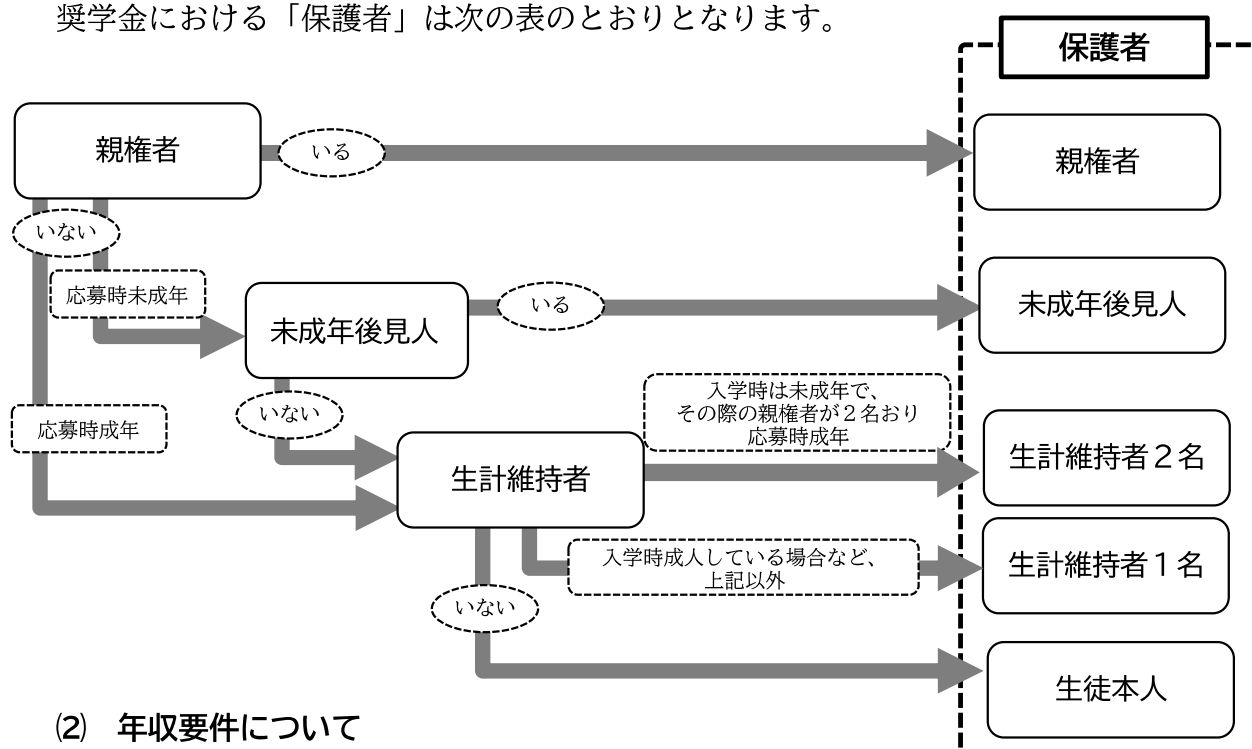 奨学金における「保護者」は次の表のとおりとなります。
保護者
親権者
いる
親権者
いない
応募時未成年
未成年後見人
いる
未成年後見人
いない
応募時成年
入学時は未成年で、
その際の親権者が２名おり
応募時成年
生計維持者
生計維持者２名
入学時成人している場合など、
上記以外
生計維持者１名
いない
生徒本人
⑵　年収要件について